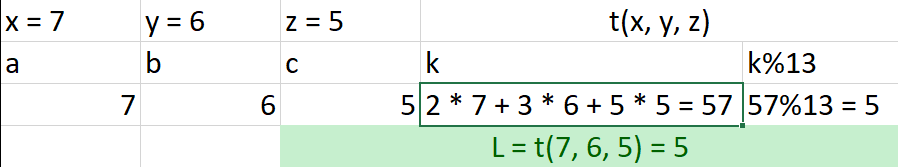 x = 7 y = 6 z = 5 t(x, y, z)
a b c k k%13
7 6 5 2 * 7 + 3 * 6 + 5 * 5 = 57 57%13 = 5
L = t(7, 6, 5) = 5